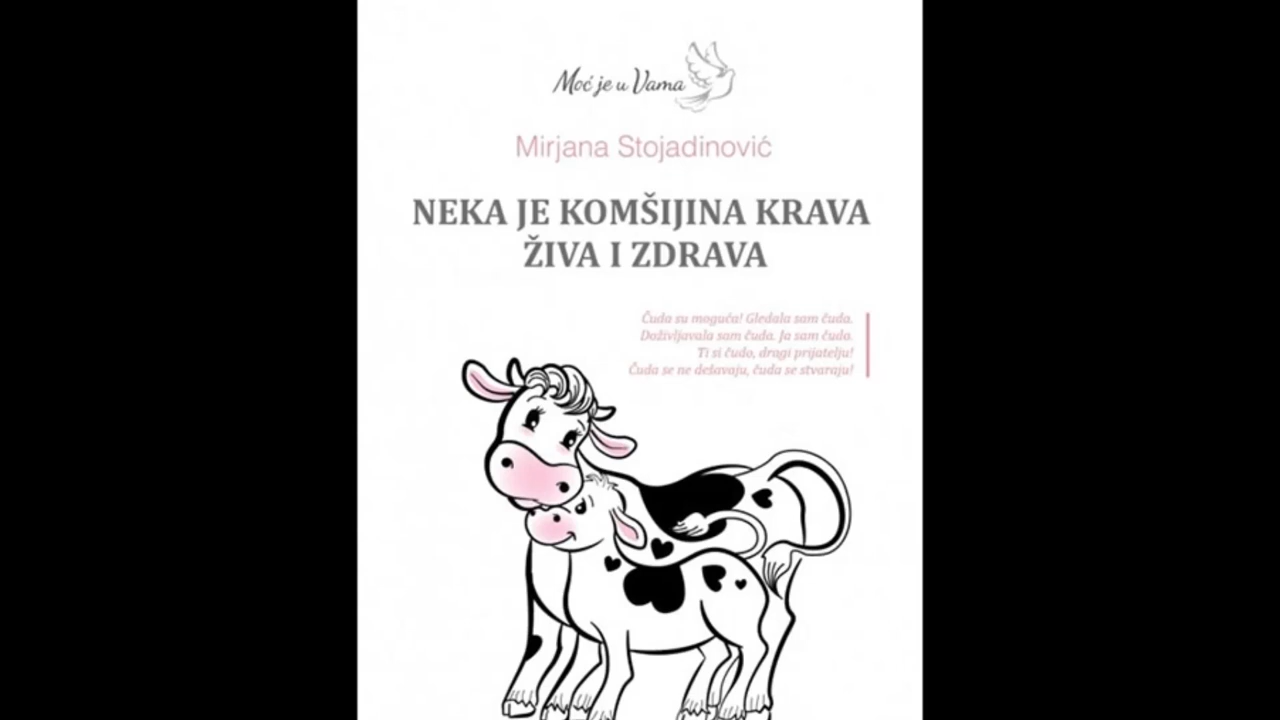 Moć je u Vama
Mirjana Stojadinović
NEKA JE KOMŠIJINA KRAVA
ŽIVA I ZDRAVA
Čuda su moguća! Gledala sam čuda.
Doživljavala sam čuda. Ja sam čudo.
Ti si čudo, dragi prijatelju!
Čuda se ne dešavaju, čuda se stvaraju!